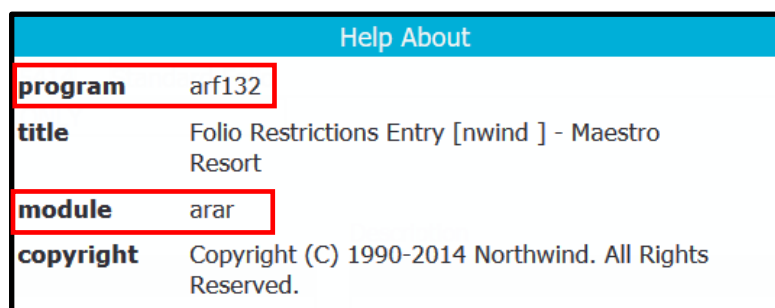 Help About
program arf132
title Folio Restrictions Entry [nwind ] - Maestro
Resort
module arar
copyright Copyright (C) 1990-2014 Northwind. All Rights
Reserved.